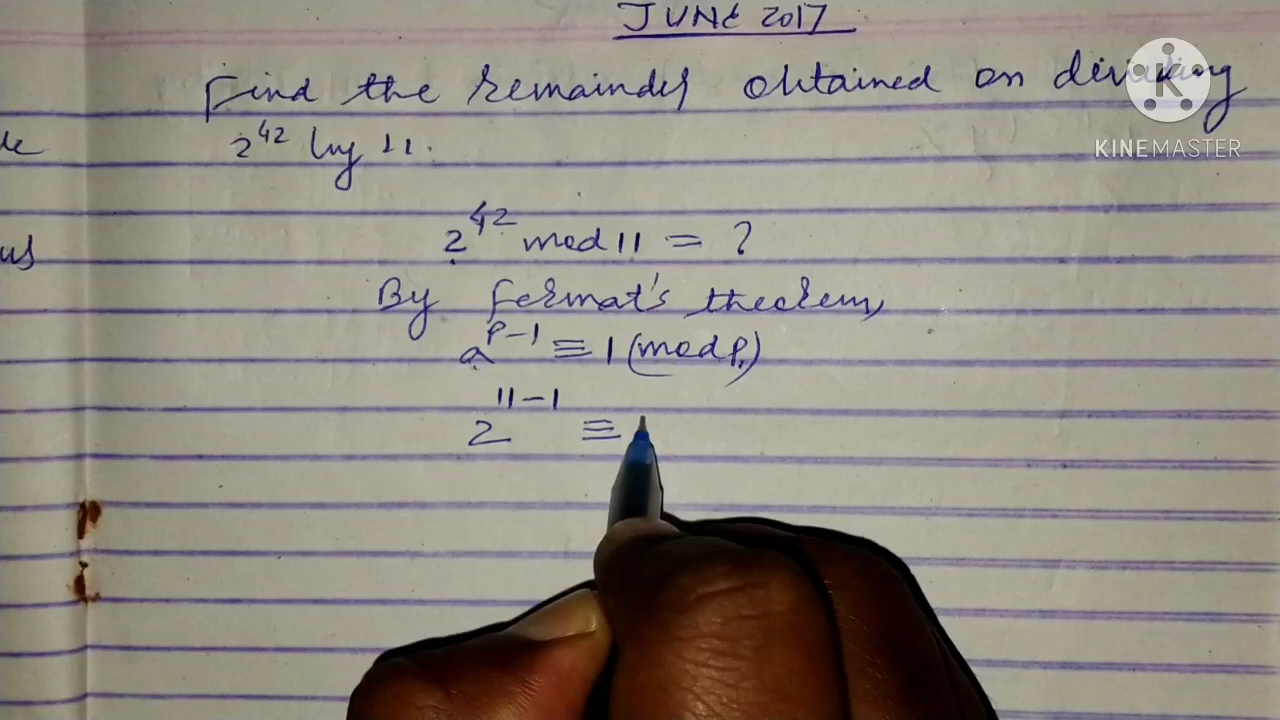 JUNE 2017
Find the remainder obtained on dividing
2^42 by 11.
us
2^42 mod 11 = ?
By Fermat's theorem,
a^P-1 ≡ 1 (mod P)
2^11-1 ≡
KINEMASTER